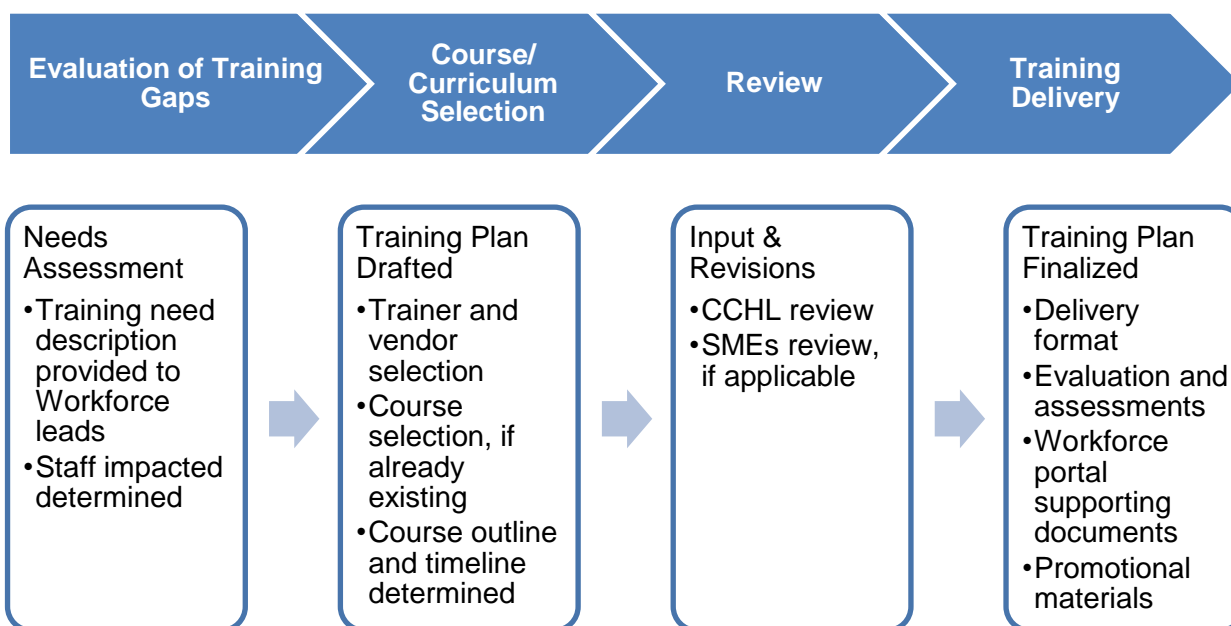 Evaluation of Training
Gaps
Course/
Curriculum
Selection
Review
Training
Delivery
Needs
Assessment
•Training need
description
provided to
Workforce
leads
•Staff impacted
determined
Training Plan
Drafted
•Trainer and
vendor
selection
•Course
selection, if
already
existing
•Course outline
and timeline
determined
Input &
Revisions
•CCHL review
•SMEs review,
if applicable
Training Plan
Finalized
•Delivery
format
•Evaluation and
assessments
•Workforce
portal
supporting
documents
•Promotional
materials